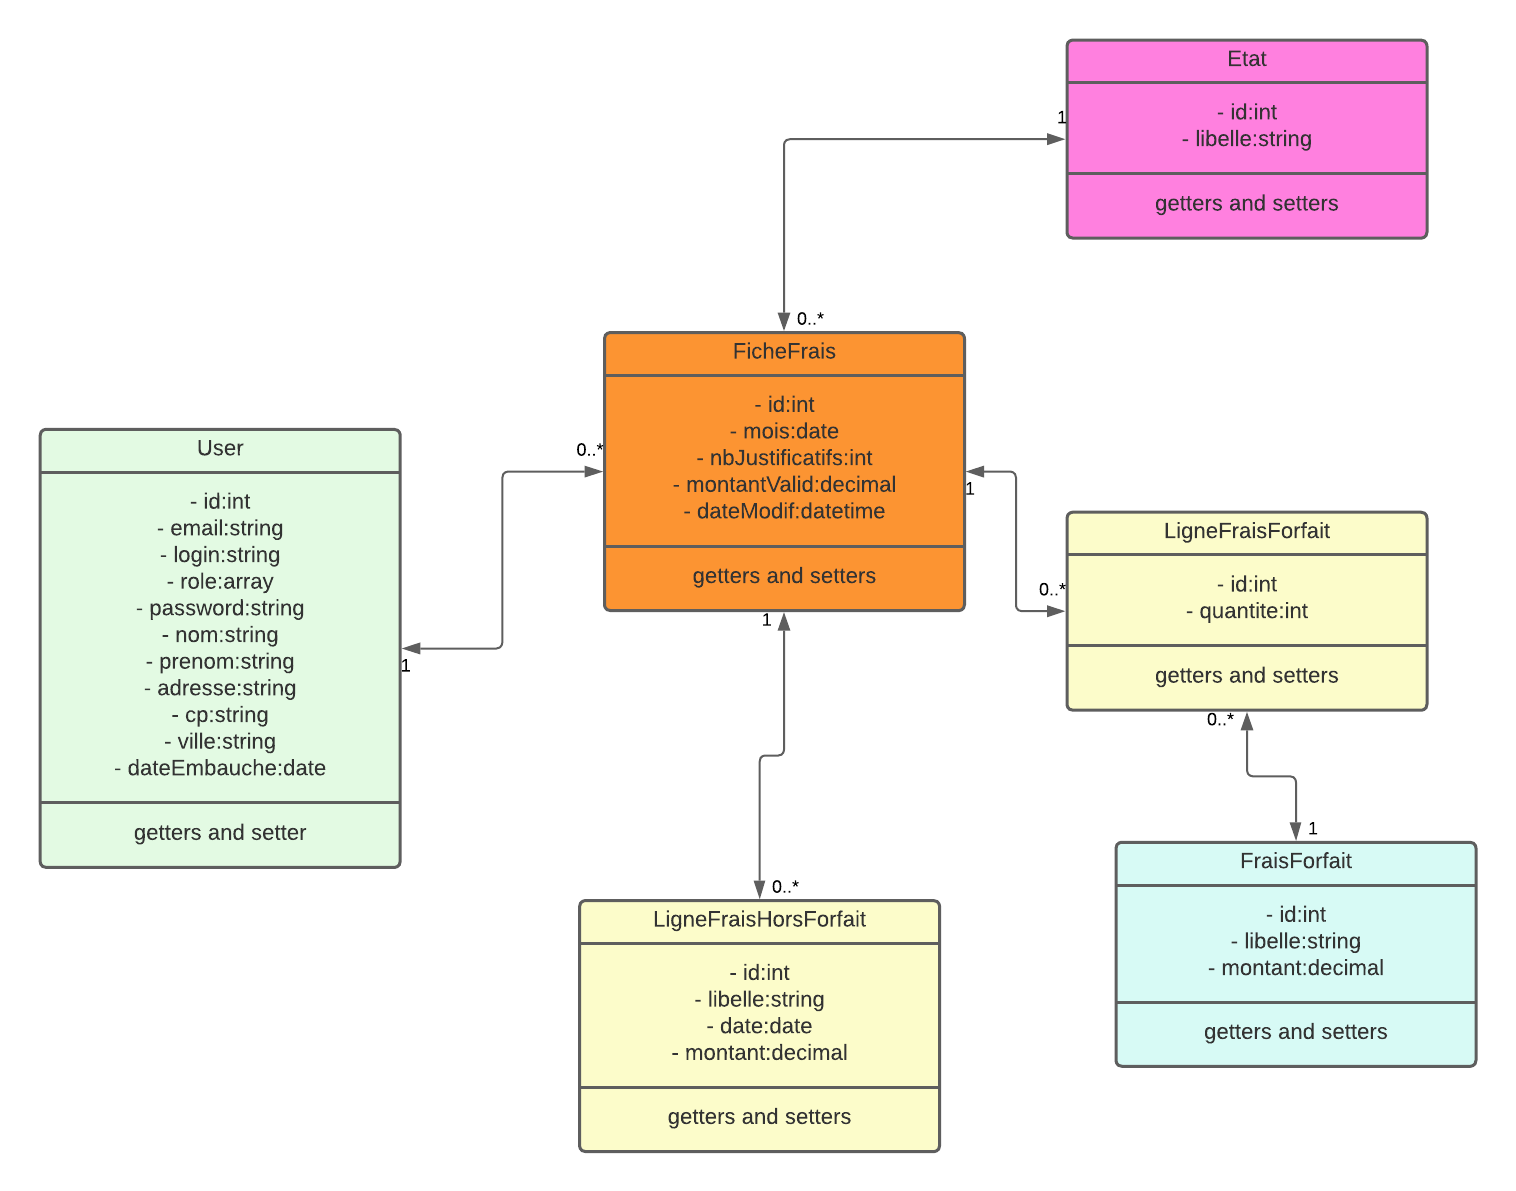 Etat
- id:int
- libelle:string
getters and setters
1
0..*
FicheFrais
- id:int
- mois:date
- nbJustificatifs:int
- montantValid:decimal
- dateModif:datetime
getters and setters
0..*
1
1
User
- id:int
- email:string
- login:string
- role:array
- password:string
- nom:string
- prenom:string
- adresse:string
- cp:string
- ville:string
- dateEmbauche:date
getters and setter
1
LigneFraisForfait
- id:int
- quantite:int
getters and setters
0..*
0..*
1
FraisForfait
- id:int
- libelle:string
- montant:decimal
getters and setters
0..*
LigneFraisHorsForfait
- id:int
- libelle:string
- date:date
- montant:decimal
getters and setters